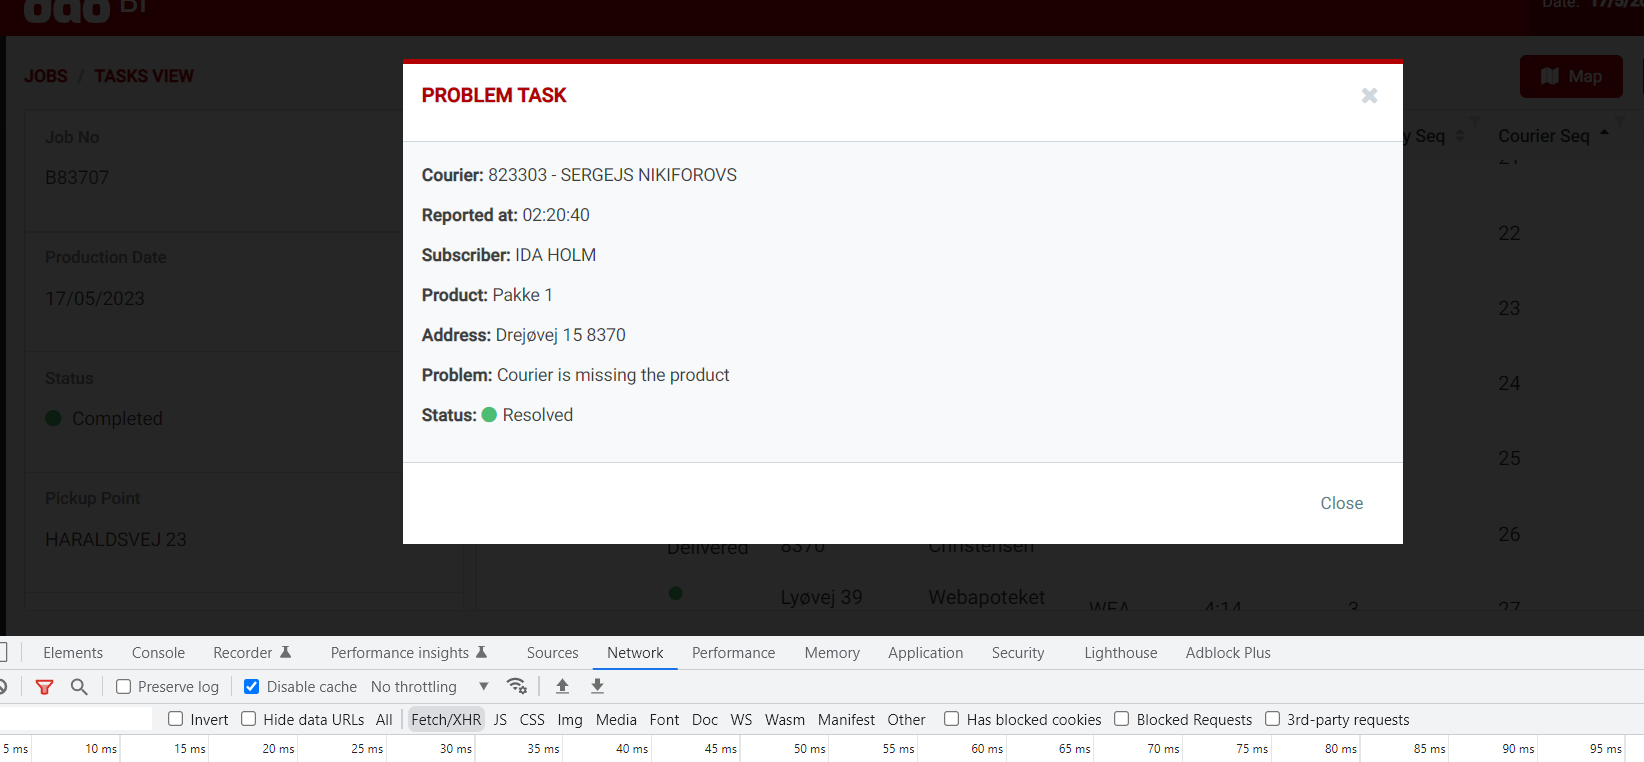 dao BI
Date: 17/5/20
JOBS / TASKS VIEW
Map
PROBLEM TASK
Job No
B83707
y Seq
Courier Seq
21
Courier: 823303 - SERGEJS NIKIFOROVS
Reported at: 02:20:40
22
Subscriber: IDA HOLM
Production Date
17/05/2023
Product: Pakke 1
23
Address: Drejøvej 15 8370
Problem: Courier is missing the product
Status
24
Completed
Status: Resolved
25
Pickup Point
HARALDSVEJ 23
Close
26
Delivered 8370 Christensen
Lyøvej 39 Webapoteket
WEA 4:14 3 27
Elements Console Recorder Performance insights Sources Network Performance Memory Application Security Lighthouse Adblock Plus
Preserve log Disable cache No throttling
Invert Hide data URLs All Fetch/XHR JS CSS Img Media Font Doc WS Wasm Manifest Other Has blocked cookies Blocked Requests 3rd-party requests
5 ms 10 ms 15 ms 20 ms 25 ms 30 ms 35 ms 40 ms 45 ms 50 ms 55 ms 60 ms 65 ms 70 ms 75 ms 80 ms 85 ms 90 ms 95 ms